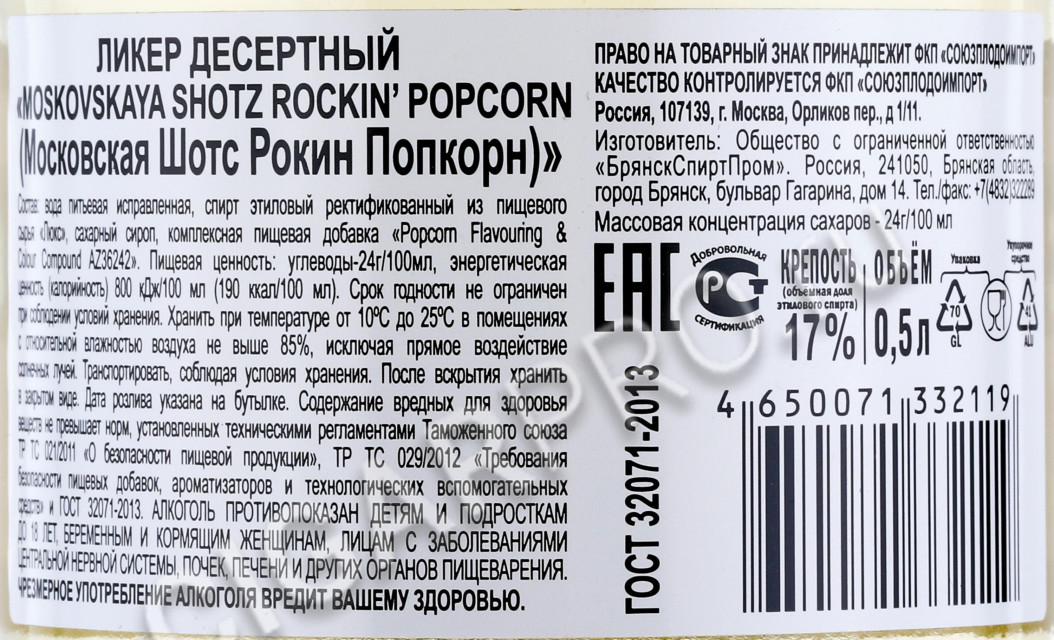 ЛИКЕР ДЕСЕРТНЫЙ
«MOSKOVSKAYA SHOTZ ROCKIN’ POPCORN
(Московская Шотс Рокин Попкорн)»
Состав: вода питьевая исправленная, спирт этиловый ректификованный из пищевого
сырья «Люкс», сахарный сироп, комплексная пищевая добавка «Popcorn Flavouring &
Colour Compound AZ36242». Пищевая ценность: углеводы-24г/100мл, энергетическая
ценность (калорийность) 800 кДж/100 мл (190 ккал/100 мл). Срок годности не ограничен
при соблюдении условий хранения. Хранить при температуре от 10ºС до 25ºС в помещениях
с относительной влажностью воздуха не выше 85%, исключая прямое воздействие
солнечных лучей. Транспортировать, соблюдая условия хранения. После вскрытия хранить
в закрытом виде. Дата розлива указана на бутылке. Содержание вредных для здоровья
веществ не превышает норм, установленных техническими регламентами Таможенного союза
ТР ТС 021/2011 «О безопасности пищевой продукции», ТР ТС 029/2012 «Требования
безопасности пищевых добавок, ароматизаторов и технологических вспомогательных
средств» и ГОСТ 32071-2013. АЛКОГОЛЬ ПРОТИВОПОКАЗАН ДЕТЯМ И ПОДРОСТКАМ
ДО 18 ЛЕТ, БЕРЕМЕННЫМ И КОРМЯЩИМ ЖЕНЩИНАМ, ЛИЦАМ С ЗАБОЛЕВАНИЯМИ
ЦЕНТРАЛЬНОЙ НЕРВНОЙ СИСТЕМЫ, ПОЧЕК, ПЕЧЕНИ И ДРУГИХ ОРГАНОВ ПИЩЕВАРЕНИЯ.
ЧРЕЗМЕРНОЕ УПОТРЕБЛЕНИЕ АЛКОГОЛЯ ВРЕДИТ ВАШЕМУ ЗДОРОВЬЮ.
ПРАВО НА ТОВАРНЫЙ ЗНАК ПРИНАДЛЕЖИТ ФКП «СОЮЗПЛОДОИМПОРТ»
КАЧЕСТВО КОНТРОЛИРУЕТСЯ ФКП «СОЮЗПЛОДОИМПОРТ»
Россия, 107139, г. Москва, Орликов пер., д 1/11.
Изготовитель: Общество с ограниченной ответственностью
«БрянскСпиртПром». Россия, 241050, Брянская область,
город Брянск, бульвар Гагарина, дом 14. Тел./факс: +7(4832)322289
Массовая концентрация сахаров - 24г/100 мл
ЕАС
ДОБРОВОЛЬНАЯ
СЕРТИФИКАЦИЯ
КРЕПОСТЬ
(объемная доля
этилового спирта)
17%
ОБЪЁМ
0,5л
Упаковка
70
GL
Укупорочное
средство
41
ALU
ГОСТ 32071-2013
4 650071 332119
CIGARPRO.ru